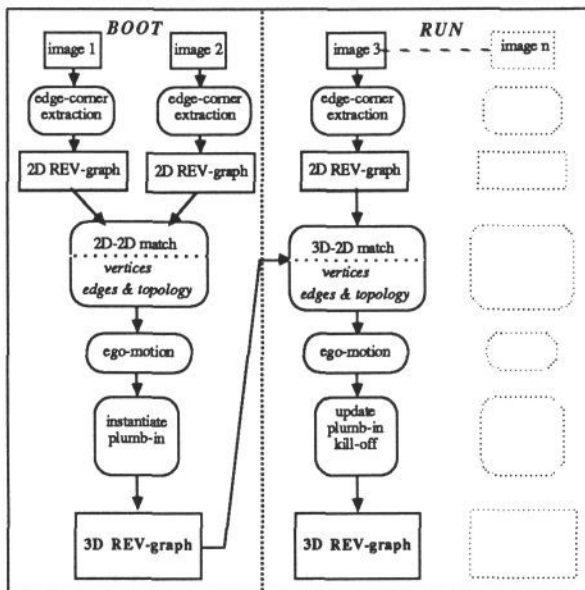 BOOT
RUN
image 1
image 2
image 3
image n
edge-corner
extraction
edge-corner
extraction
edge-corner
extraction
2D REV-graph
2D REV-graph
2D REV-graph
2D-2D match
vertices
edges & topology
3D-2D match
vertices
edges & topology
ego-motion
ego-motion
instantiate
plumb-in
update
plumb-in
kill-off
3D REV-graph
3D REV-graph